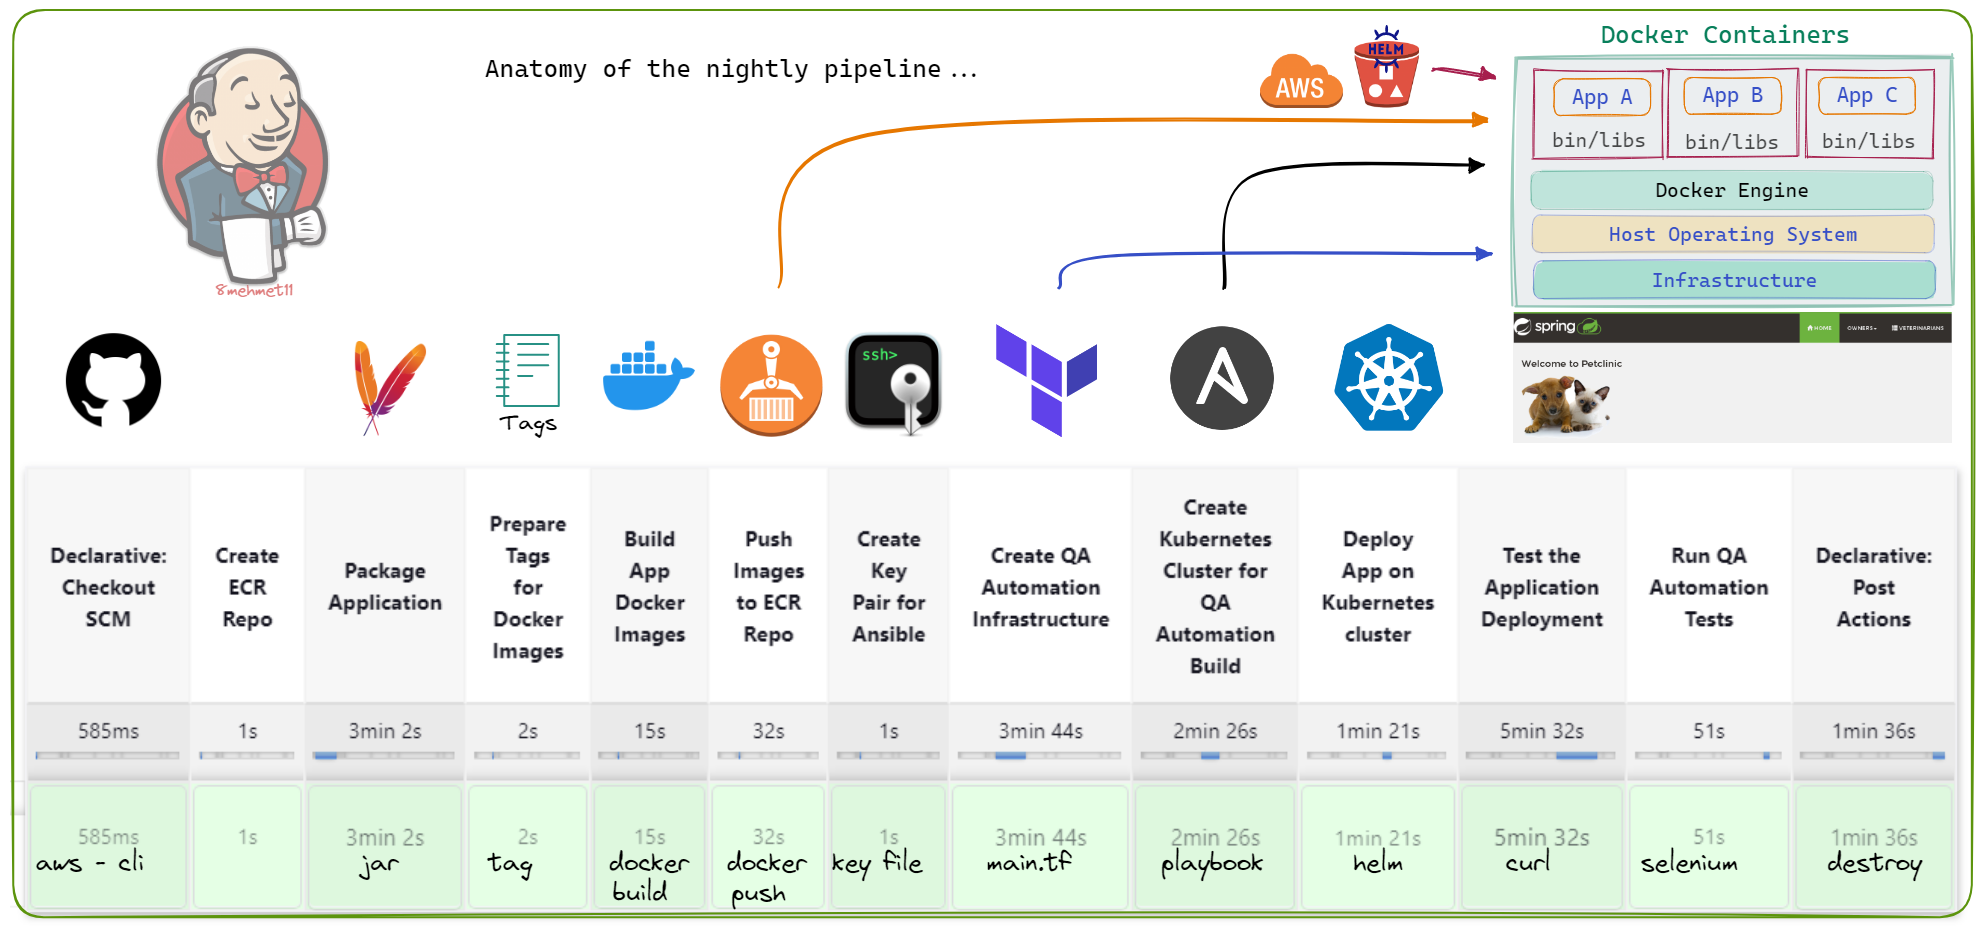 Docker Containers
Anatomy of the nightly pipeline ...
AWS
HELM
App A
App B
App C
bin/libs
bin/libs
bin/libs
Docker Engine
Host Operating System
Infrastructure
8mehmet11
spring
HOME
OWNERS
VETERINARIANS
Welcome to Petclinic
ssh>
Tags
Declarative:
Checkout
SCM
Create
ECR
Repo
Package
Application
Prepare
Tags
for
Docker
Images
Build
App
Docker
Images
Push
Images
to ECR
Repo
Create
Key
Pair for
Ansible
Create QA
Automation
Infrastructure
Create
Kubernetes
Cluster for
QA
Automation
Build
Deploy
App on
Kubernetes
cluster
Test the
Application
Deployment
Run QA
Automation
Tests
Declarative:
Post
Actions
585ms
1s
3min 2s
2s
15s
32s
1s
3min 44s
2min 26s
1min 21s
5min 32s
51s
1min 36s
585ms
1s
3min 2s
2s
15s
32s
1s
3min 44s
2min 26s
1min 21s
5min 32s
51s
1min 36s
aws - cli
jar
tag
docker
build
docker
push
key file
main.tf
playbook
helm
curl
selenium
destroy